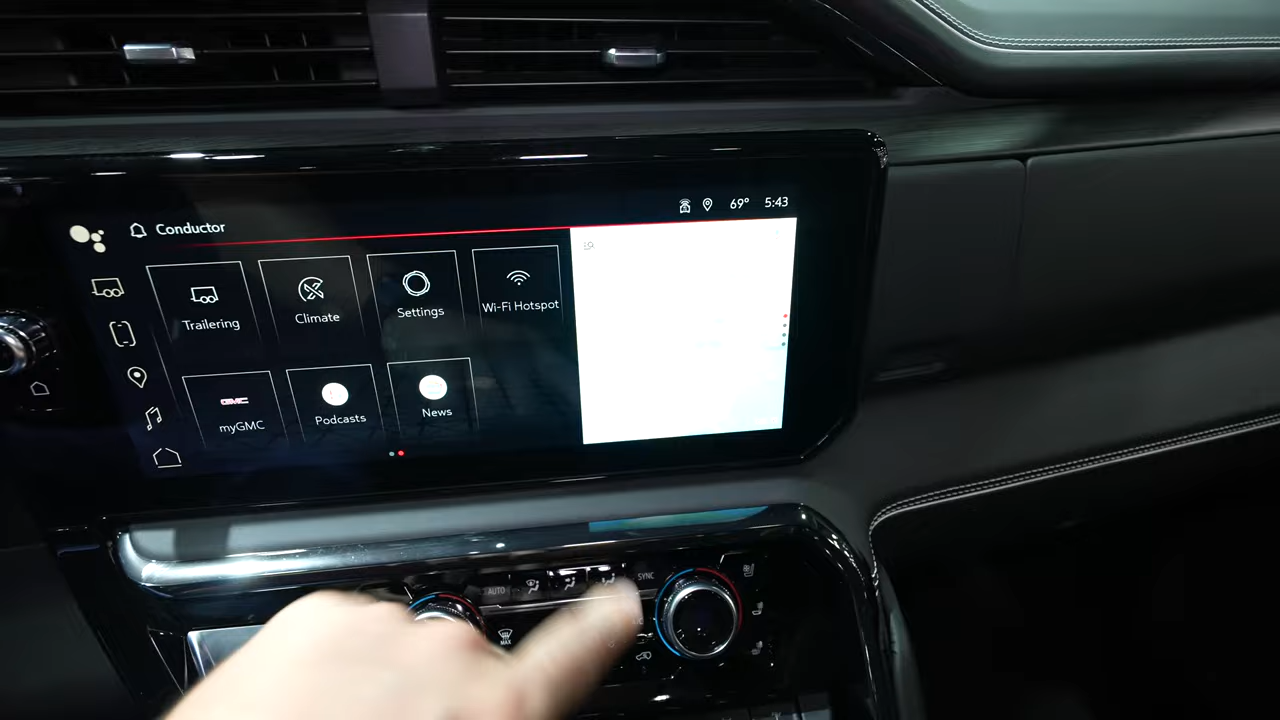 69° 5:43
Conductor
Trailering
Climate
Settings
Wi-Fi Hotspot
GMC
myGMC
Podcasts
News
AUTO
SYNC
MAX